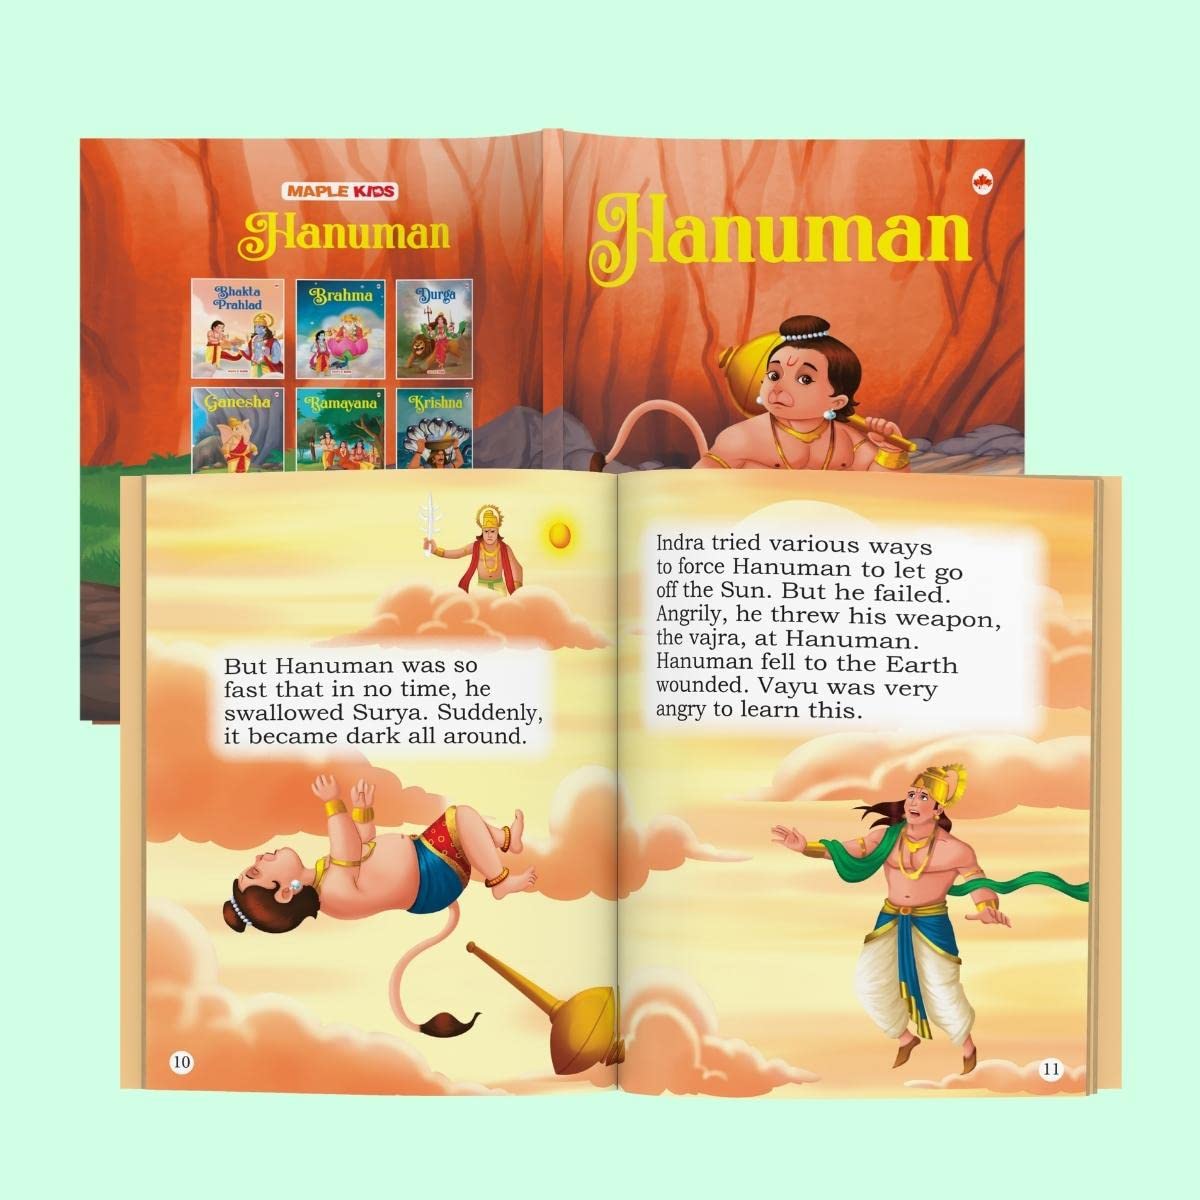 MAPLE KIDS
Hanuman
Bhakta
Prahlad
Brahma
Durga
Ganesha
Ramayana
Krishna
Hanuman
But Hanuman was so
fast that in no time, he
swallowed Surya. Suddenly,
it became dark all around.
10
Indra tried various ways
to force Hanuman to let go
off the Sun. But he failed.
Angrily, he threw his weapon,
the vajra, at Hanuman.
Hanuman fell to the Earth
wounded. Vayu was very
angry to learn this.
11